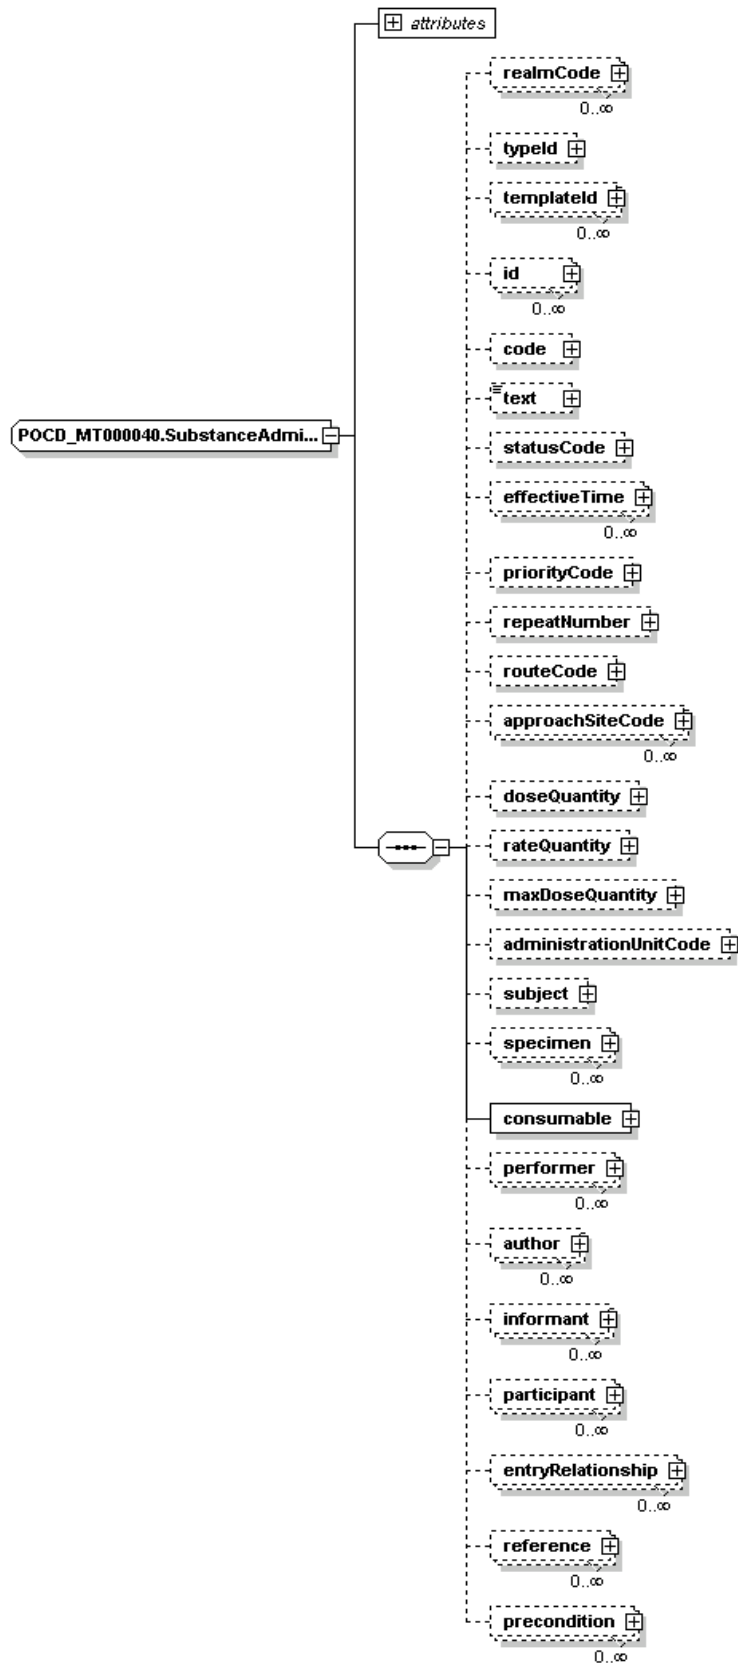 attributes
realmCode
0..∞
typeId
templateId
0..∞
id
0..∞
code
text
POCD_MT000040.SubstanceAdmi...
statusCode
effectiveTime
0..∞
priorityCode
repeatNumber
routeCode
approachSiteCode
0..∞
doseQuantity
rateQuantity
maxDoseQuantity
administrationUnitCode
subject
specimen
0..∞
consumable
performer
0..∞
author
0..∞
informant
0..∞
participant
0..∞
entryRelationship
0..∞
reference
0..∞
precondition
0..∞